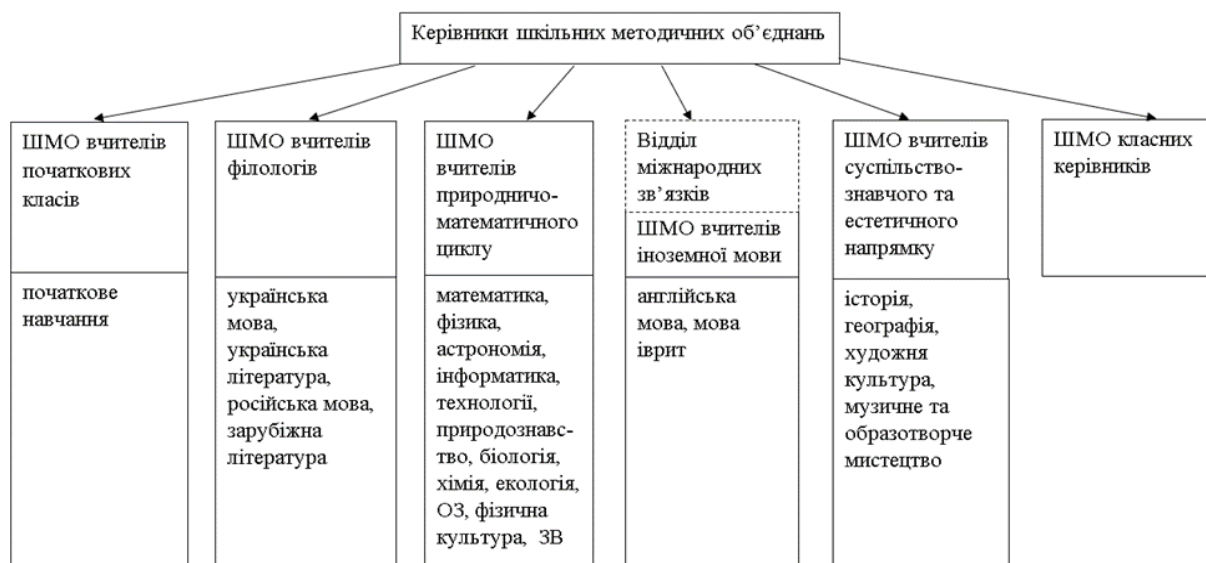 Керівники шкільних методичних об’єднань
ШМО вчителів
початкових
класів
початкове
навчання
ШМО вчителів
філологів
українська
мова,
українська
література,
російська мова,
зарубіжна
література
ШМО
вчителів
природничо-
математичного
циклу
математика,
фізика,
астрономія,
інформатика,
технології,
природознавс-
тво, біологія,
хімія, екологія,
ОЗ, фізична
культура, ЗВ
Відділ
міжнародних
зв’язків
ШМО вчителів
іноземної мови
англійська
мова, мова
іврит
ШМО вчителів
суспільство-
знавчого та
естетичного
напрямку
історія,
географія,
художня
культура,
музичне та
образотворче
мистецтво
ШМО класних
керівників